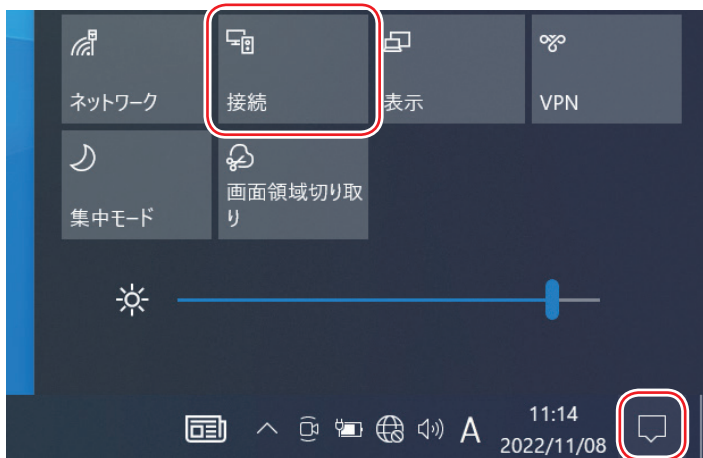 ネットワーク
接続
表示
VPN
集中モード
画面領域切り取
り
A
11:14
2022/11/08